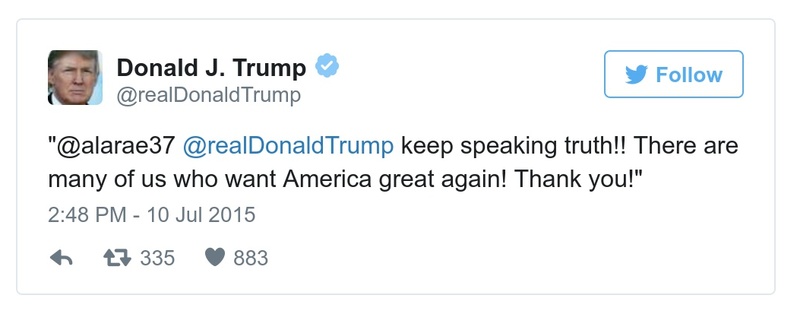 Donald J. Trump
@realDonaldTrump
Follow
"@alarae37 @realDonaldTrump keep speaking truth!! There are
many of us who want America great again! Thank you!"
2:48 PM - 10 Jul 2015
335 883